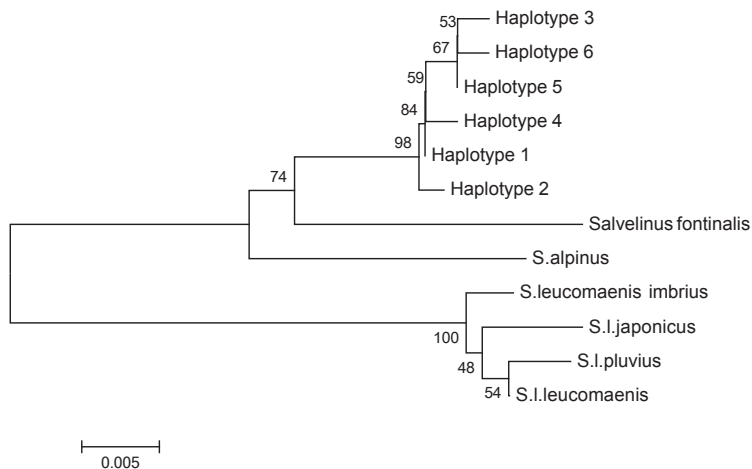 53
Haplotype 3
67
Haplotype 6
59
Haplotype 5
84
Haplotype 4
98
Haplotype 1
74
Haplotype 2
Salvelinus fontinalis
S.alpinus
S.leucomaenis imbrius
100
S.l.japonicus
48
S.l.pluvius
54
S.l.leucomaenis
0.005